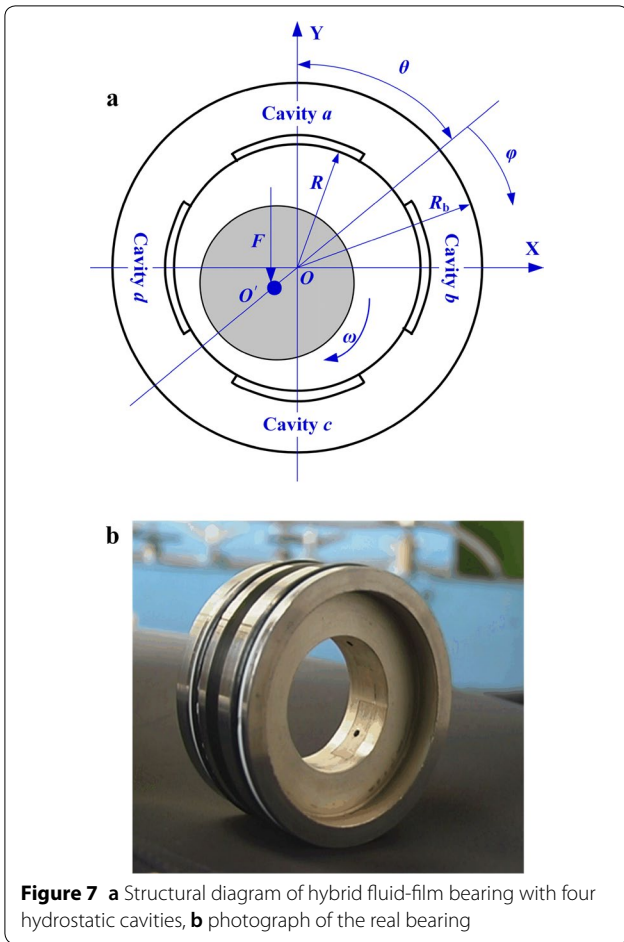 Y
θ
a
Cavity a
φ
R
R_b
F
X
Cavity d
O
Cavity b
O′
ω
Cavity c
b
Figure 7 a Structural diagram of hybrid fluid-film bearing with four
hydrostatic cavities, b photograph of the real bearing